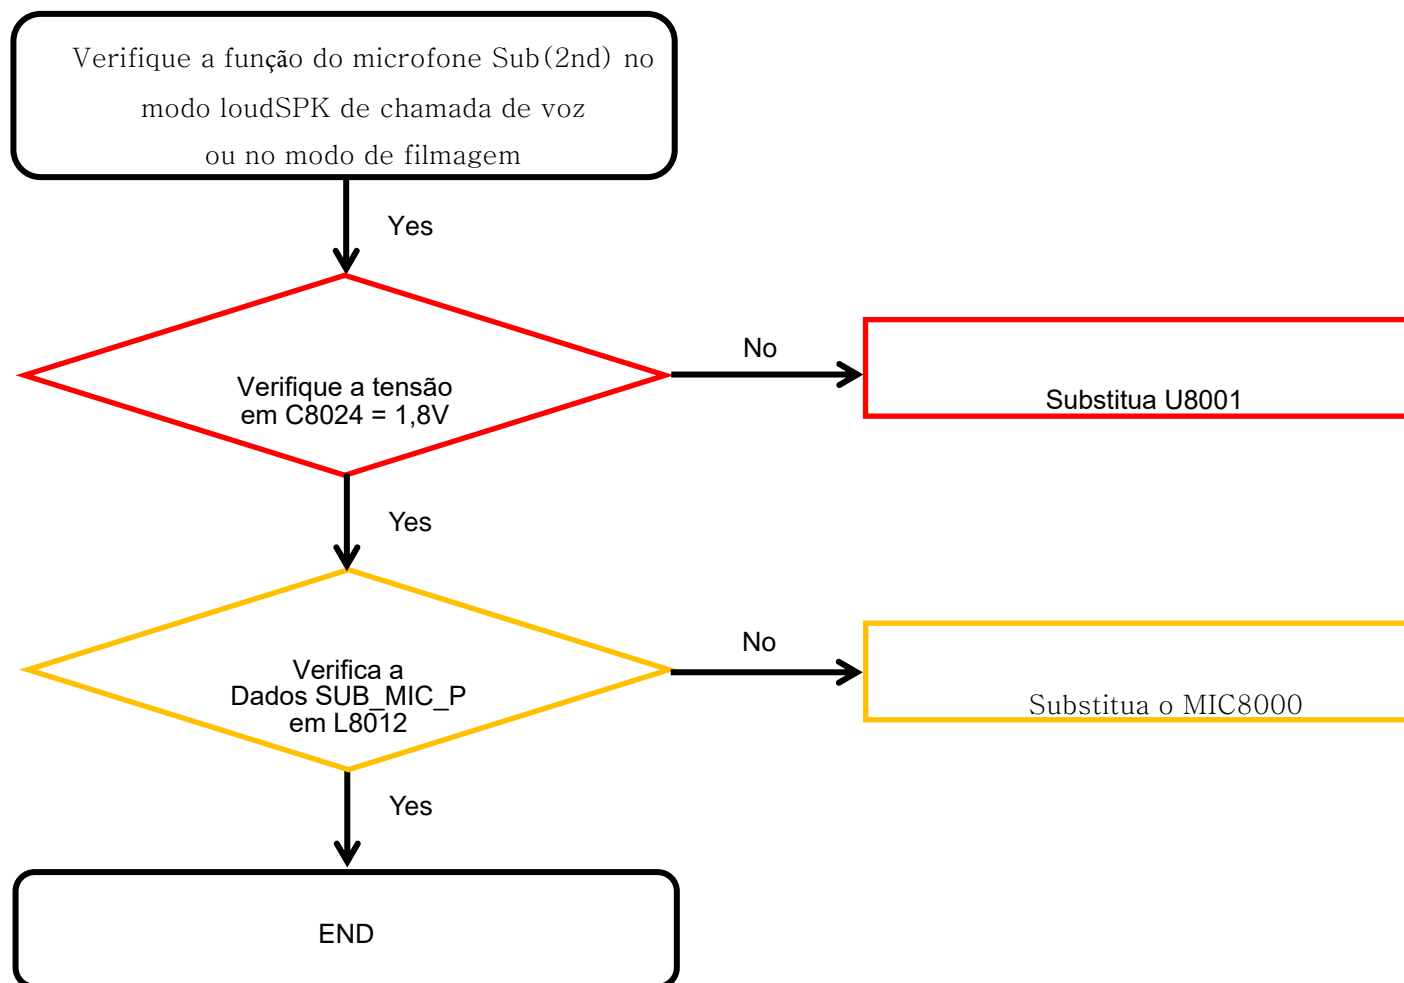 Verifique a função do microfone Sub(2nd) no
modo loudSPK de chamada de voz
ou no modo de filmagem
Yes
Verifique a tensão
em C8024 = 1,8V
No
Substitua U8001
Yes
Verifica a
Dados SUB_MIC_P
em L8012
No
Substitua o MIC8000
Yes
END